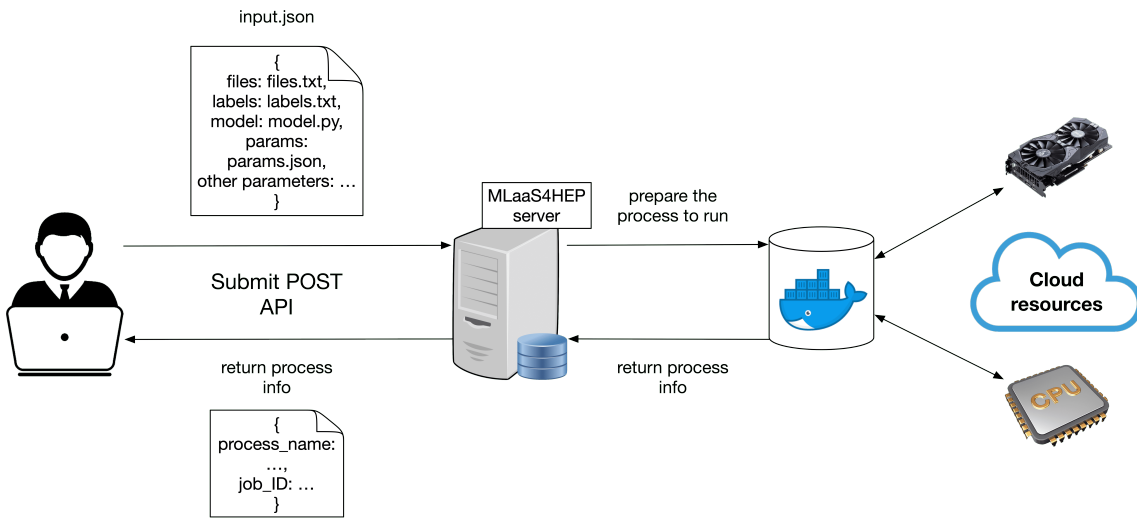 input.json
{
files: files.txt,
labels: labels.txt,
model: model.py,
params:
params.json,
other parameters: …
}
MLaaS4HEP
server
prepare the
process to run
Submit POST
API
Cloud
resources
return process
info
return process
info
CPU
{
process_name:
…,
job_ID: …
}